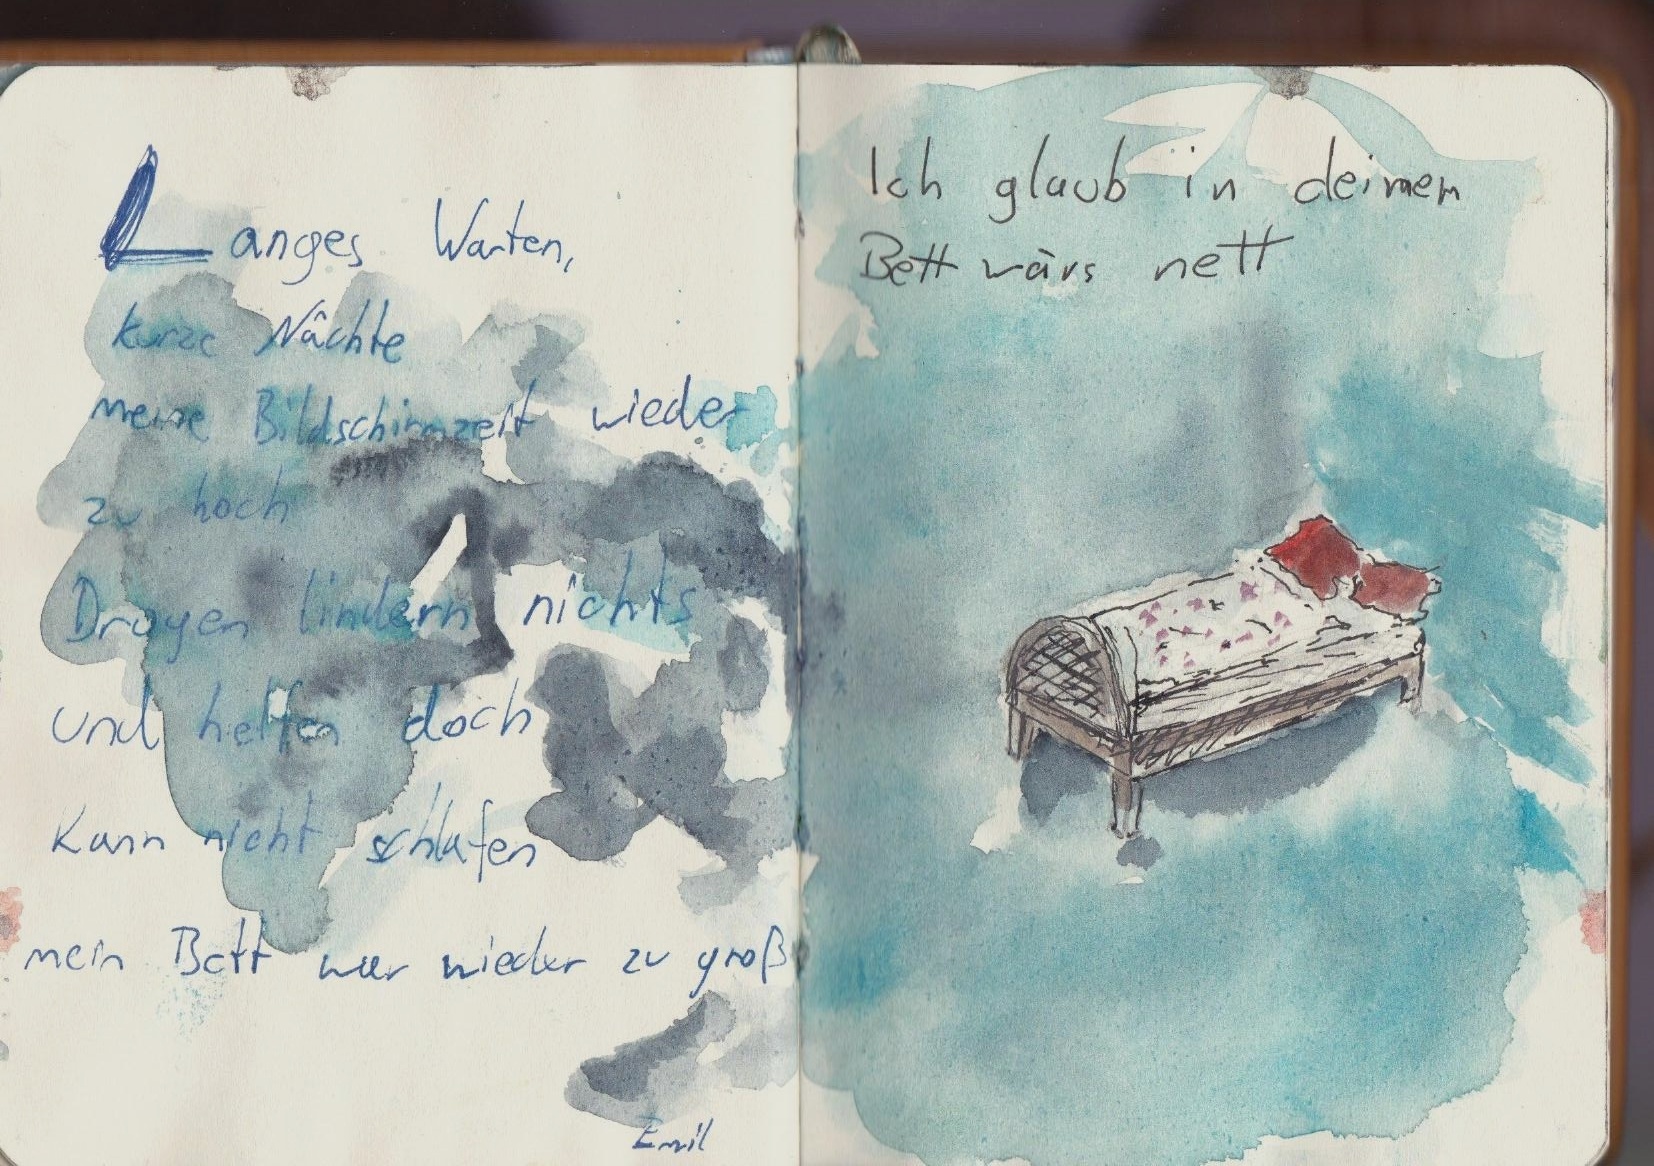 Langes Warten,
kurze Nächte
meine Bildschirmzeit wieder
zu hoch
Drogen lindern nichts
und helfen doch
Kann nicht schlafen
mein Bett war wieder zu groß
Emil
Ich glaub in deinem
Bett wärs nett